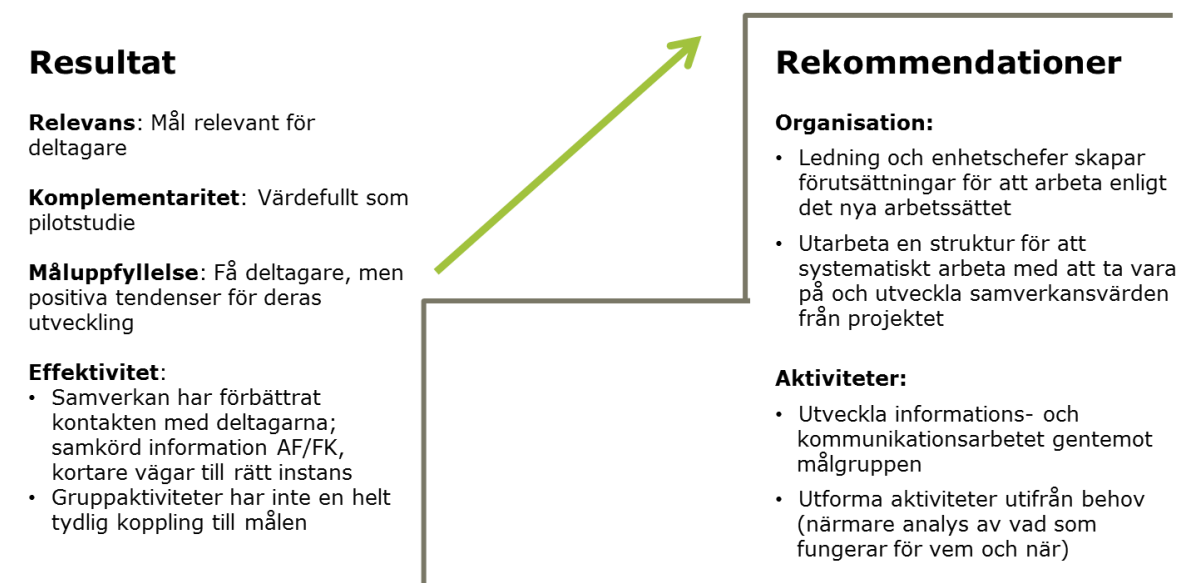 Resultat
Relevans: Mål relevant för
deltagare
Komplementaritet: Värdefullt som
pilotstudie
Måluppfyllelse: Få deltagare, men
positiva tendenser för deras
utveckling
Effektivitet:
• Samverkan har förbättrat
kontakten med deltagarna;
samkörd information AF/FK,
kortare vägar till rätt instans
• Gruppaktiviteter har inte en helt
tydlig koppling till målen
Rekommendationer
Organisation:
• Ledning och enhetschefer skapar
förutsättningar för att arbeta enligt
det nya arbetssättet
• Utarbeta en struktur för att
systematiskt arbeta med att ta vara
på och utveckla samverkansvärden
från projektet
Aktiviteter:
• Utveckla informations- och
kommunikationsarbetet gentemot
målgruppen
• Utforma aktiviteter utifrån behov
(närmare analys av vad som
fungerar för vem och när)